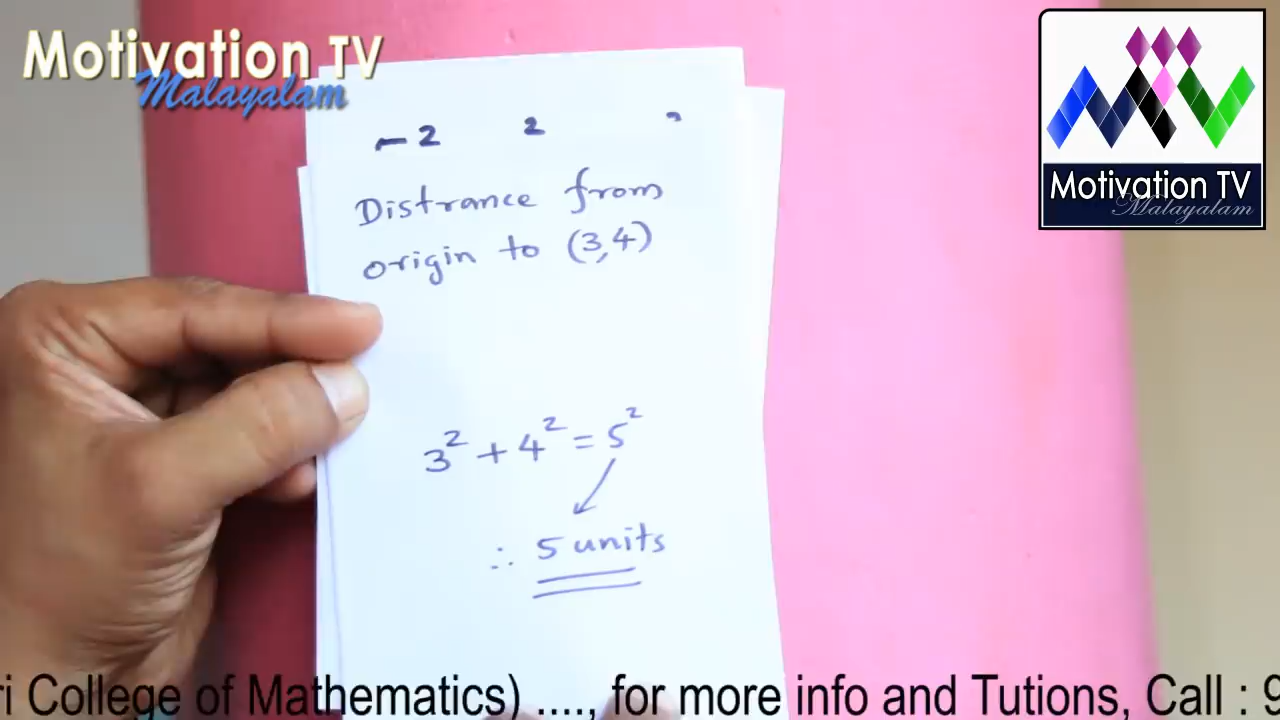 Motivation TV
Malayalam
-2 2
Distrance from
origin to (3,4)
3² + 4² = 5²
∴ 5 units
Motivation TV
Malayalam
ri College of Mathematics) ...., for more info and Tutions, Call : 9